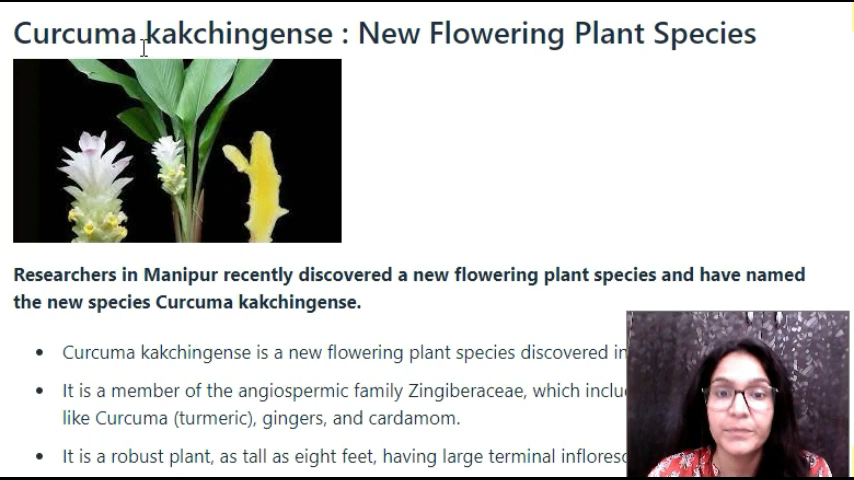 Curcuma kakchingense : New Flowering Plant Species
Researchers in Manipur recently discovered a new flowering plant species and have named
the new species Curcuma kakchingense.
• Curcuma kakchingense is a new flowering plant species discovered in
• It is a member of the angiospermic family Zingiberaceae, which
like Curcuma (turmeric), gingers, and cardamom.
• It is a robust plant, as tall as eight feet, having large terminal